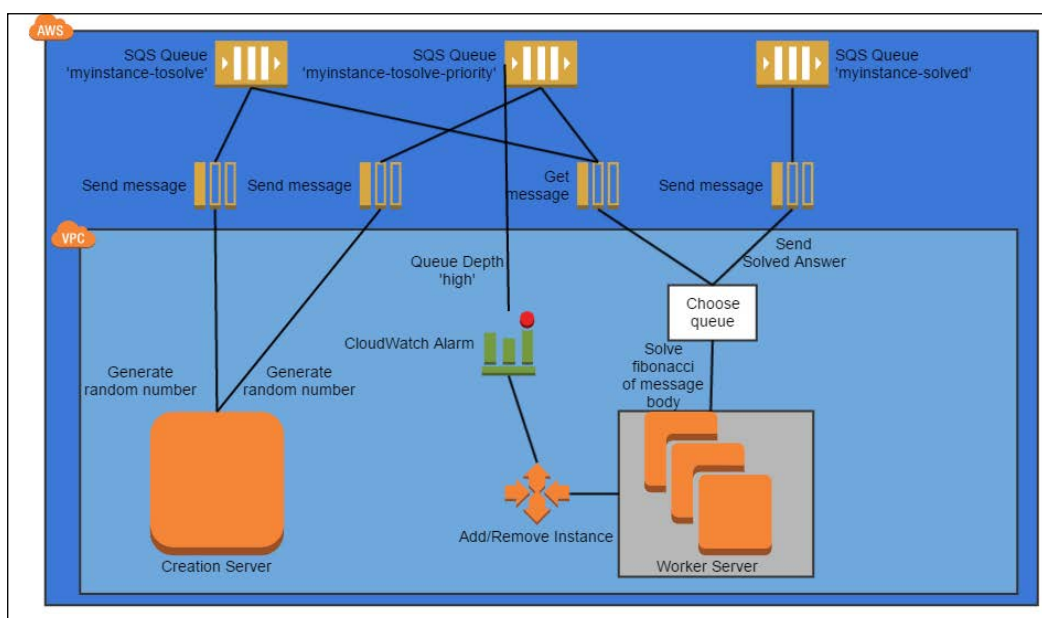 AWS
SQS Queue
'myinstance-tosolve'
SQS Queue
'myinstance-tosolve-priority'
SQS Queue
'myinstance-solved'
Send message
Send message
Get
message
Send message
VPC
Queue Depth
'high'
Send
Solved Answer
Choose
queue
CloudWatch Alarm
Solve
fibonacci
of message
body
Generate
random number
Generate
random number
Add/Remove Instance
Creation Server
Worker Server